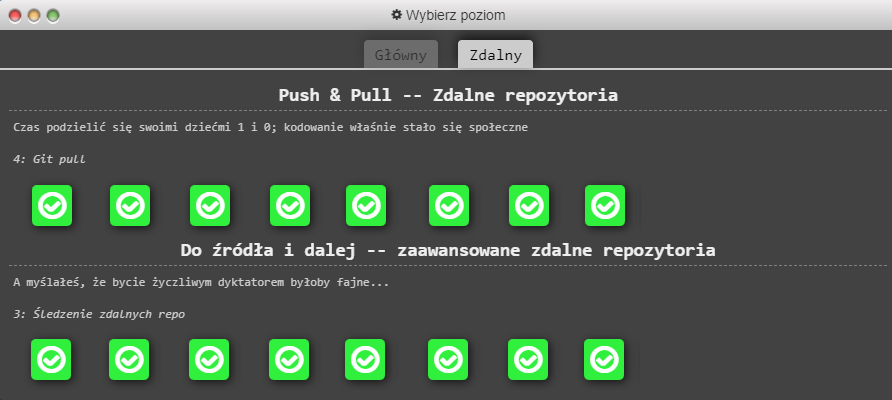 Wybierz poziom
Główny Zdalny
Push & Pull -- Zdalne repozytoria
Czas podzielić się swoimi dziećmi 1 i 0; kodowanie właśnie stało się społeczne
4: Git pull
Do źródła i dalej -- zaawansowane zdalne repozytoria
A myślałeś, że bycie życzliwym dyktatorem byłoby fajne...
3: Śledzenie zdalnych repo